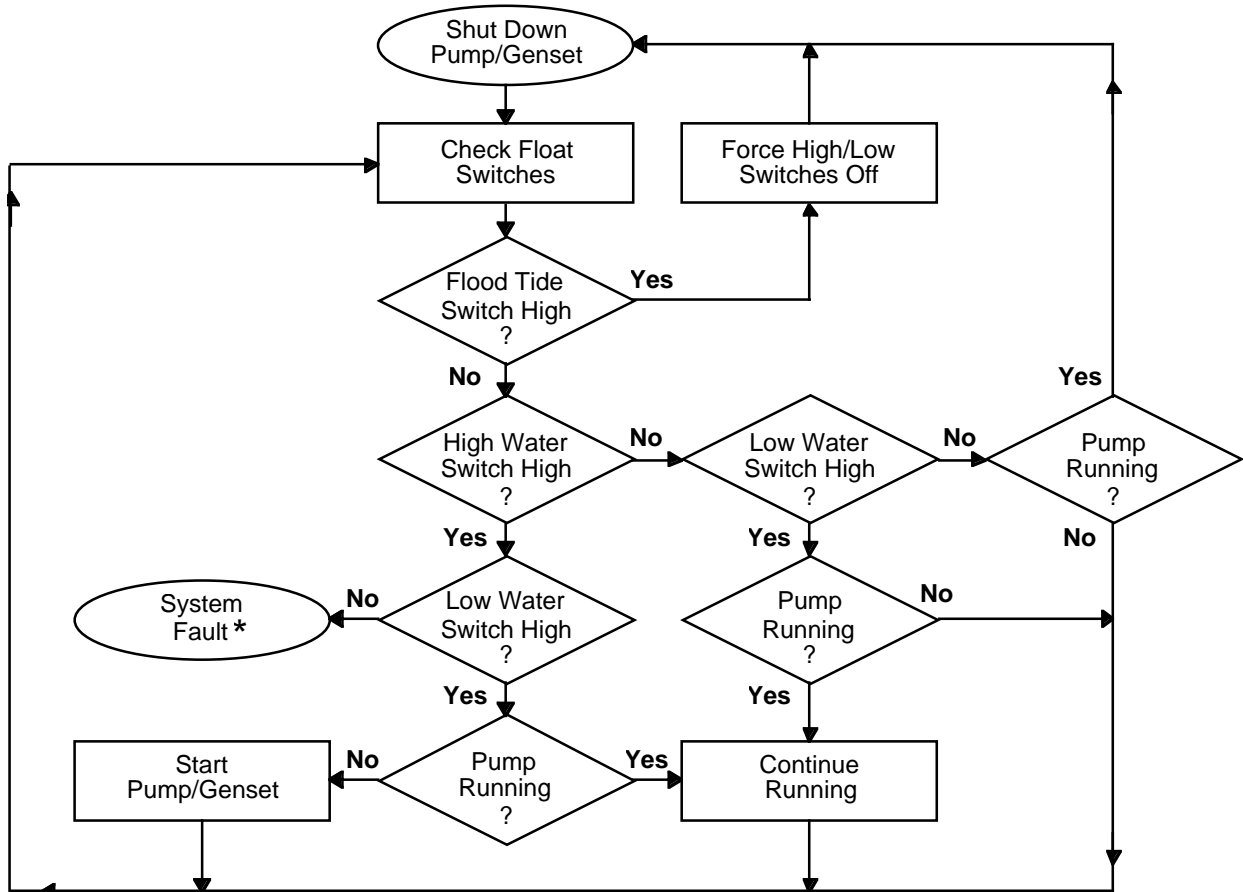 Shut Down
Pump/Genset
Check Float
Switches
Force High/Low
Switches Off
Flood Tide
Switch High
?
Yes
No
Yes
High Water
Switch High
?
No
Low Water
Switch High
?
No
Pump
Running
?
Yes
Yes
No
System
Fault *
No
Low Water
Switch High
?
Pump
Running
?
No
Yes
Yes
Start
Pump/Genset
No
Pump
Running
?
Yes
Continue
Running